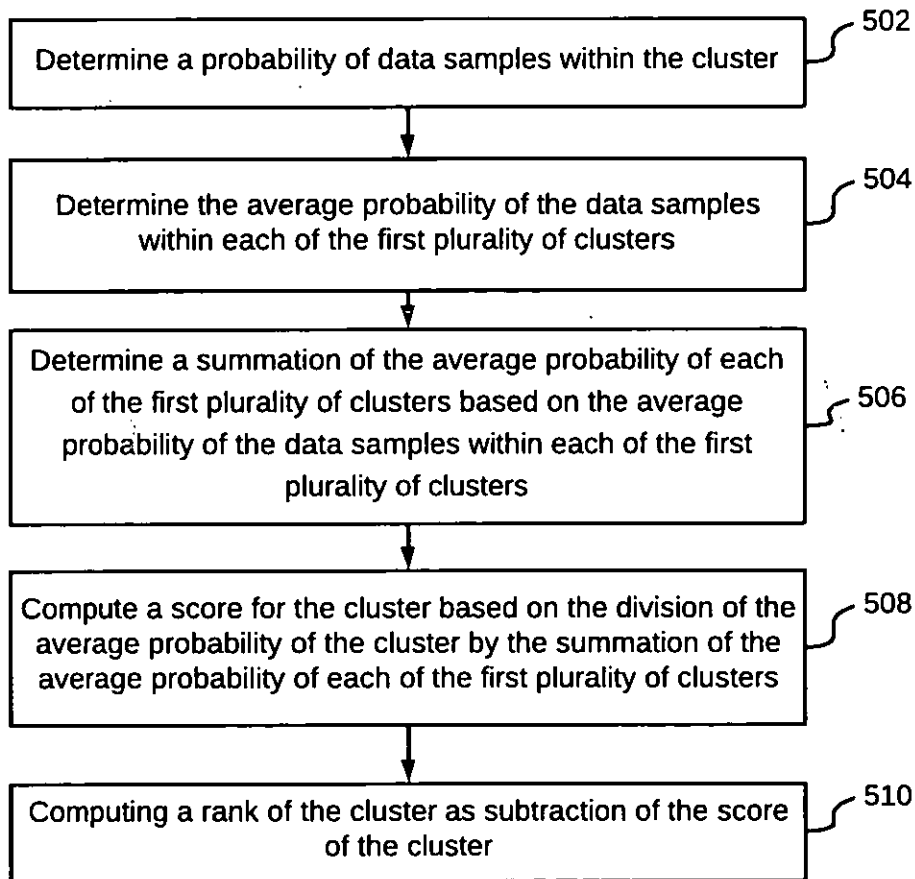 502
Determine a probability of data samples within the cluster
504
Determine the average probability of the data samples
within each of the first plurality of clusters
506
Determine a summation of the average probability of each
of the first plurality of clusters based on the average
probability of the data samples within each of the first
plurality of clusters
508
Compute a score for the cluster based on the division of the
average probability of the cluster by the summation of the
average probability of each of the first plurality of clusters
510
Computing a rank of the cluster as subtraction of the score
of the cluster